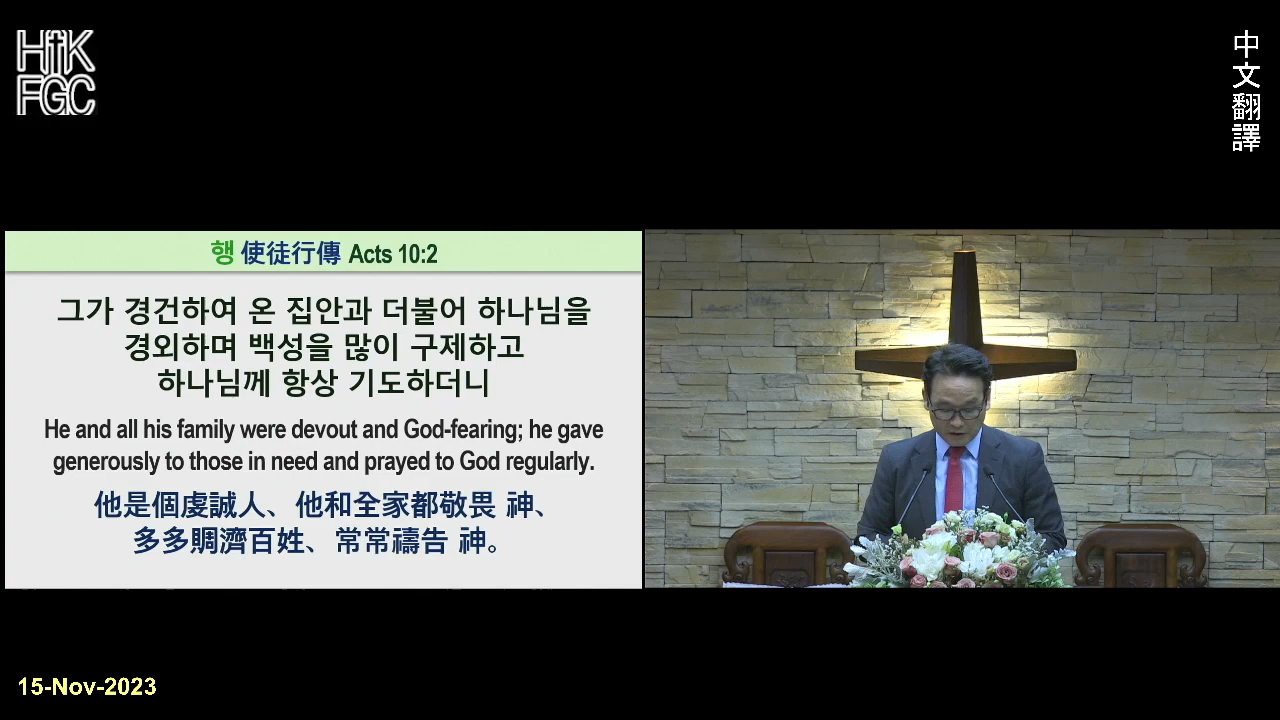 HfK
FGC
中文翻譯
행 使徒行傳 Acts 10:2
그가 경건하여 온 집안과 더불어 하나님을
경외하며 백성을 많이 구제하고
하나님께 항상 기도하더니
He and all his family were devout and God-fearing; he gave
generously to those in need and prayed to God regularly.
他是個虔誠人、他和全家都敬畏 神、
多多賙濟百姓、常常禱告 神。
15-Nov-2023